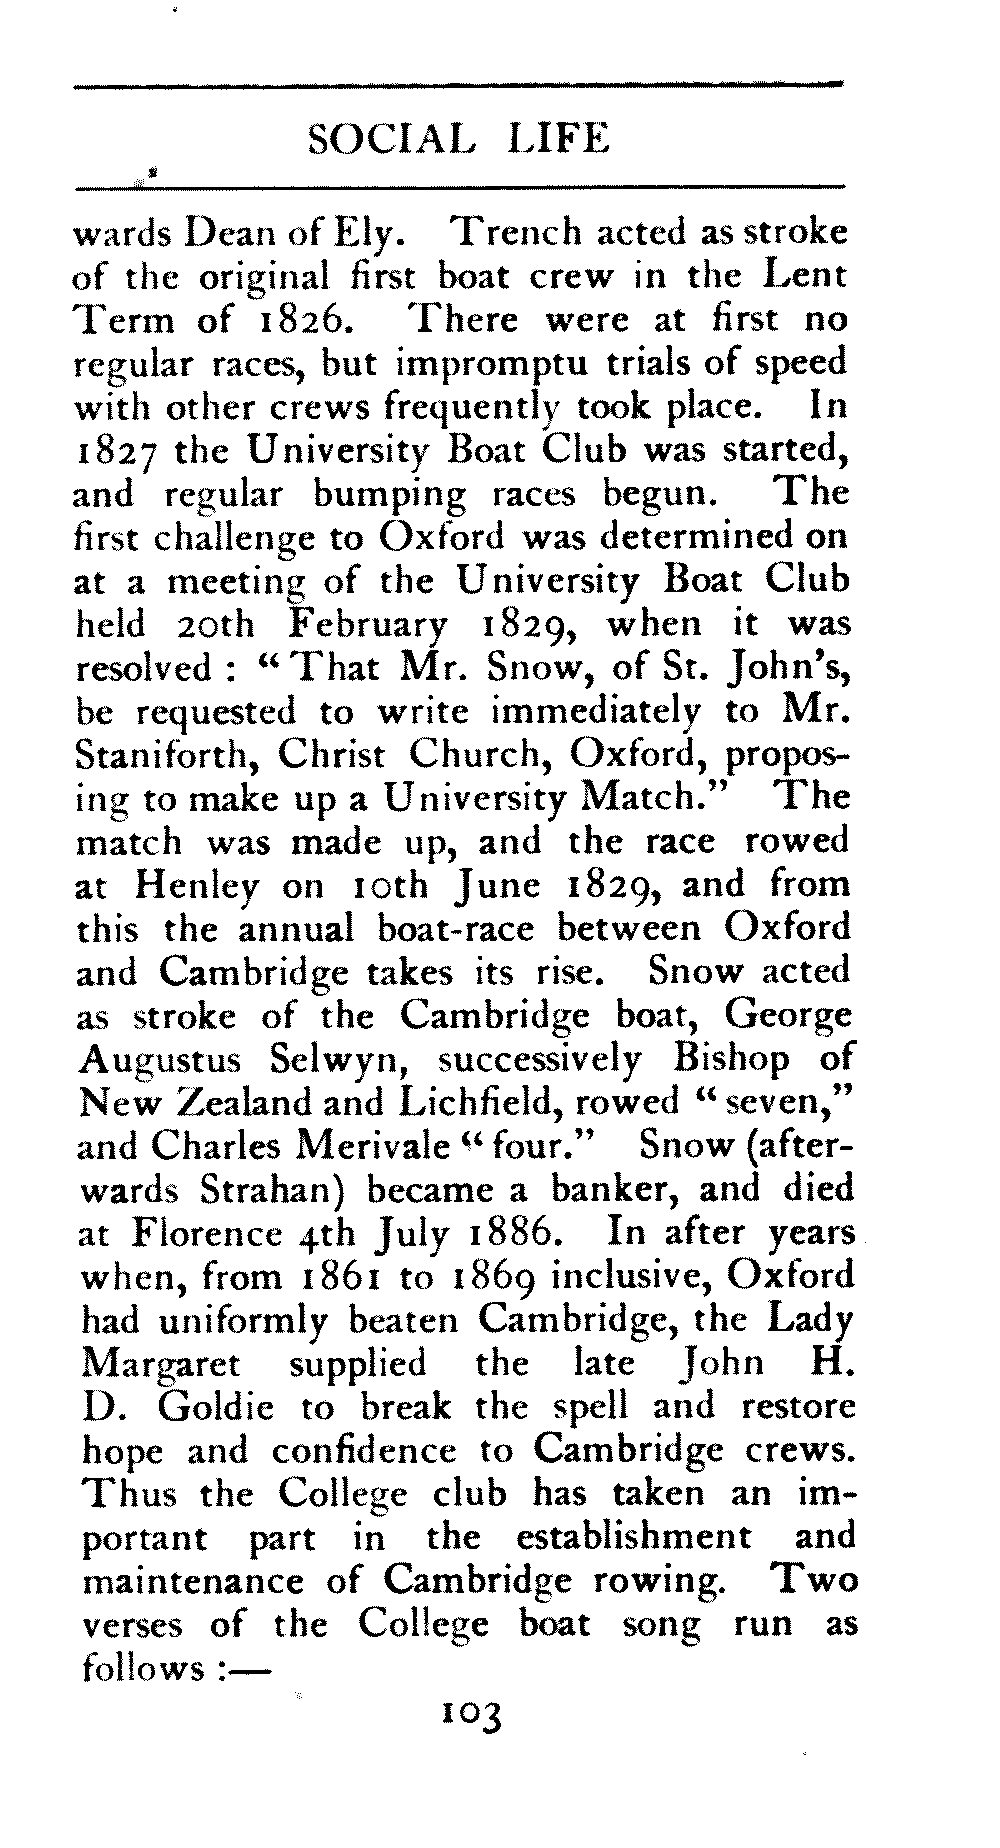 SOCIAL LIFE
wards Dean of Ely. Trench acted as stroke
of the original first boat crew in the Lent
Term of 1826. There were at first no
regular races, but impromptu trials of speed
with other crews frequently took place. In
1827 the University Boat Club was started,
and regular bumping races begun. The
first challenge to Oxford was determined on
at a meeting of the University Boat Club
held 20th February 1829, when it was
resolved : “ That Mr. Snow, of St. John’s,
be requested to write immediately to Mr.
Staniforth, Christ Church, Oxford, propos-
ing to make up a University Match.” The
match was made up, and the race rowed
at Henley on 10th June 1829, and from
this the annual boat-race between Oxford
and Cambridge takes its rise. Snow acted
as stroke of the Cambridge boat, George
Augustus Selwyn, successively Bishop of
New Zealand and Lichfield, rowed “ seven,”
and Charles Merivale “ four.” Snow (after-
wards Strahan) became a banker, and died
at Florence 4th July 1886. In after years
when, from 1861 to 1869 inclusive, Oxford
had uniformly beaten Cambridge, the Lady
Margaret supplied the late John H.
D. Goldie to break the spell and restore
hope and confidence to Cambridge crews.
Thus the College club has taken an im-
portant part in the establishment and
maintenance of Cambridge rowing. Two
verses of the College boat song run as
follows :—
103